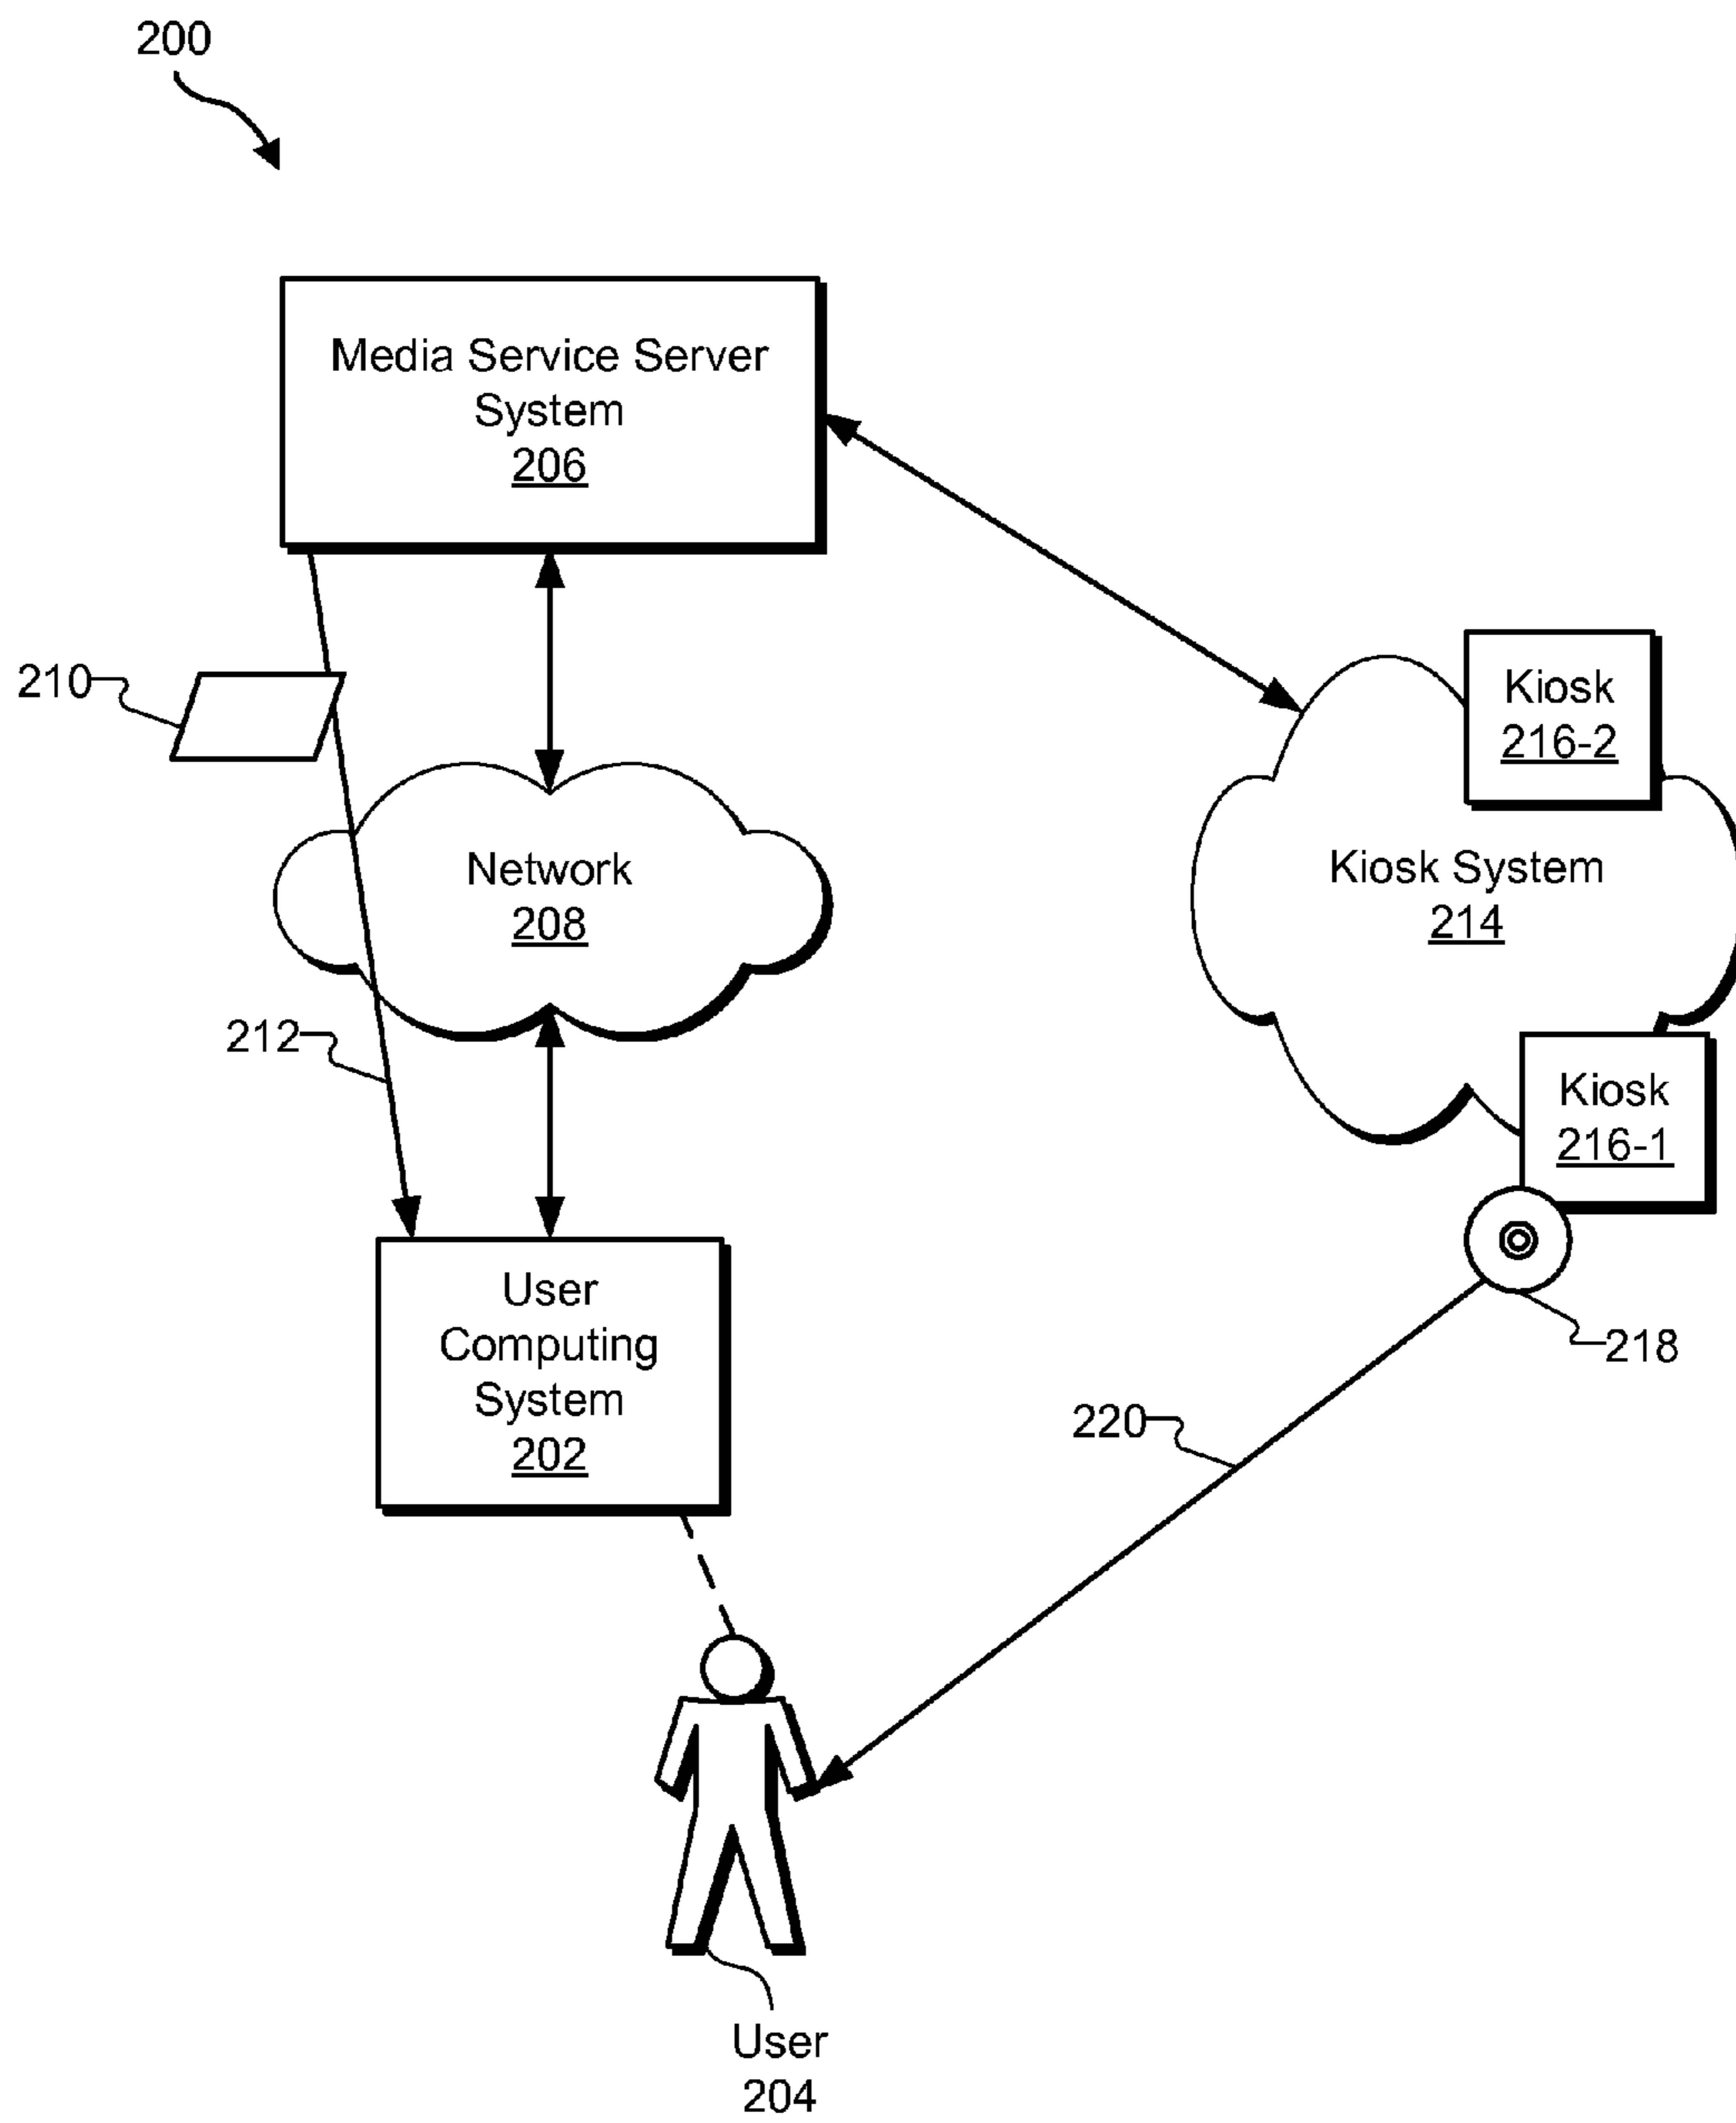 200
Media Service Server
System
206
210
Kiosk
216-2
Network
208
Kiosk System
214
212
Kiosk
216-1
User
Computing
System
202
218
220
User
204